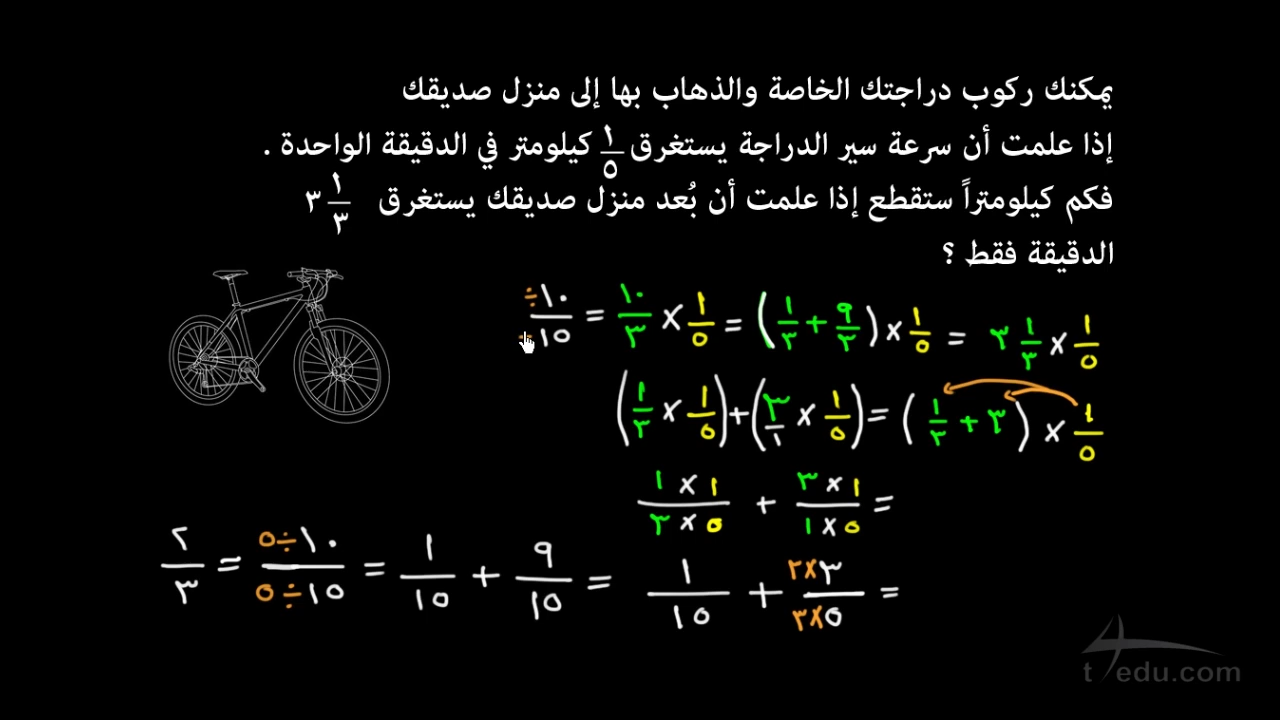 يمكنك ركوب دراجتك الخاصة والذهاب بها إلى منزل صديقك
إذا علمت أن سرعة سير الدراجة يستغرق ١/٥ كيلومتر في الدقيقة الواحدة .
فكم كيلومتراً ستقطع إذا علمت أن بُعد منزل صديقك يستغرق ٣ ١/٣
الدقيقة فقط ؟
١/٥ × ٣ ١/٣ = ١/٥ × (٩/٣ + ١/٣) = ١/٥ × ١٠/٣ = ١٠÷/١٥÷
١/٥ × (٣ + ١/٣) = (١/٥ × ٣/١) + (١/٥ × ١/٣)
= ١×٣/٥×١ + ١×١/٥×٣
= ٣×٣/٥×٣ + ١/١٥ = ٩/١٥ + ١/١٥ = ١٠÷٥/١٥÷٥ = ٢/٣
t4edu.com